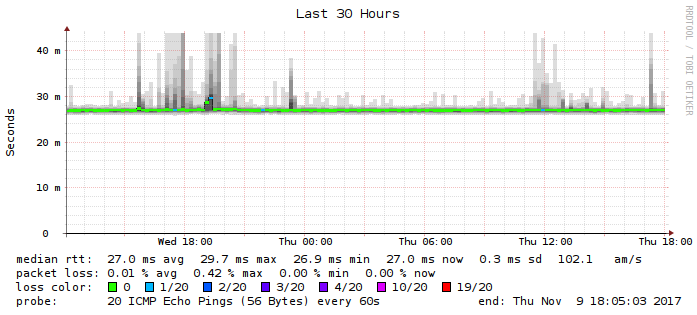 Last 30 Hours
RRDTOOL / TOBI OETIKER
Seconds
40 m
30 m
20 m
10 m
0
Wed 18:00 Thu 00:00 Thu 06:00 Thu 12:00 Thu 18:00
median rtt: 27.0 ms avg 29.7 ms max 26.9 ms min 27.0 ms now 0.3 ms sd 102.1 am/s
packet loss: 0.01 % avg 0.42 % max 0.00 % min 0.00 % now
loss color: 0 1/20 2/20 3/20 4/20 10/20 19/20
probe: 20 ICMP Echo Pings (56 Bytes) every 60s end: Thu Nov 9 18:05:03 2017